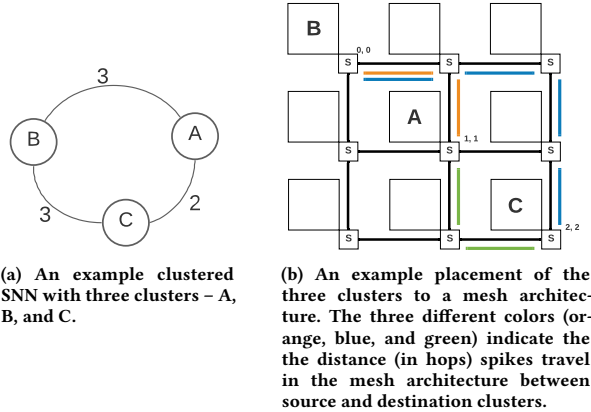 3
B
A
3
C
2
B
0, 0
S
S
S
A
1, 1
S
S
S
C
2, 2
S
S
S
(a) An example clustered
SNN with three clusters – A,
B, and C.
(b) An example placement of the
three clusters to a mesh architec-
ture. The three different colors (or-
ange, blue, and green) indicate the
the distance (in hops) spikes travel
in the mesh architecture between
source and destination clusters.